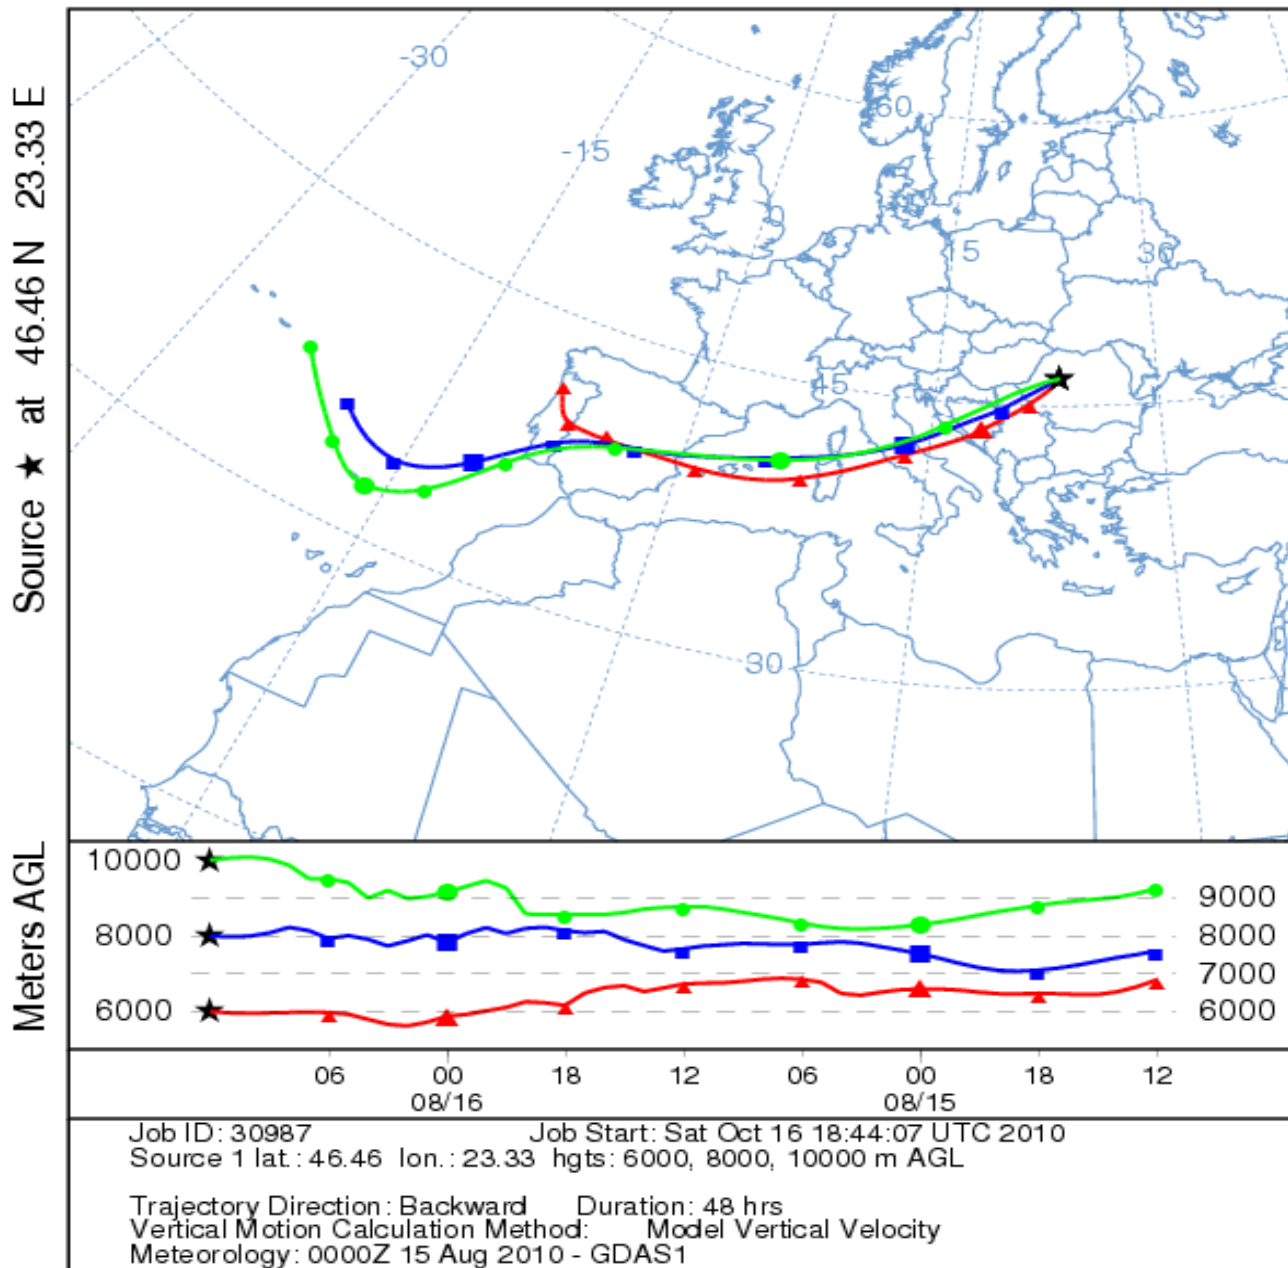 Source ★ at 46.46 N 23.33 E
-30
-15
60
0
15
30
45
30
Meters AGL
10000
8000
6000
9000
8000
7000
6000
06 00 18 12 06 00 18 12
08/16 08/15
Job ID: 30987 Job Start: Sat Oct 16 18:44:07 UTC 2010
Source 1 lat.: 46.46 lon.: 23.33 hgts: 6000, 8000, 10000 m AGL
Trajectory Direction: Backward Duration: 48 hrs
Vertical Motion Calculation Method: Model Vertical Velocity
Meteorology: 0000Z 15 Aug 2010 - GDAS1